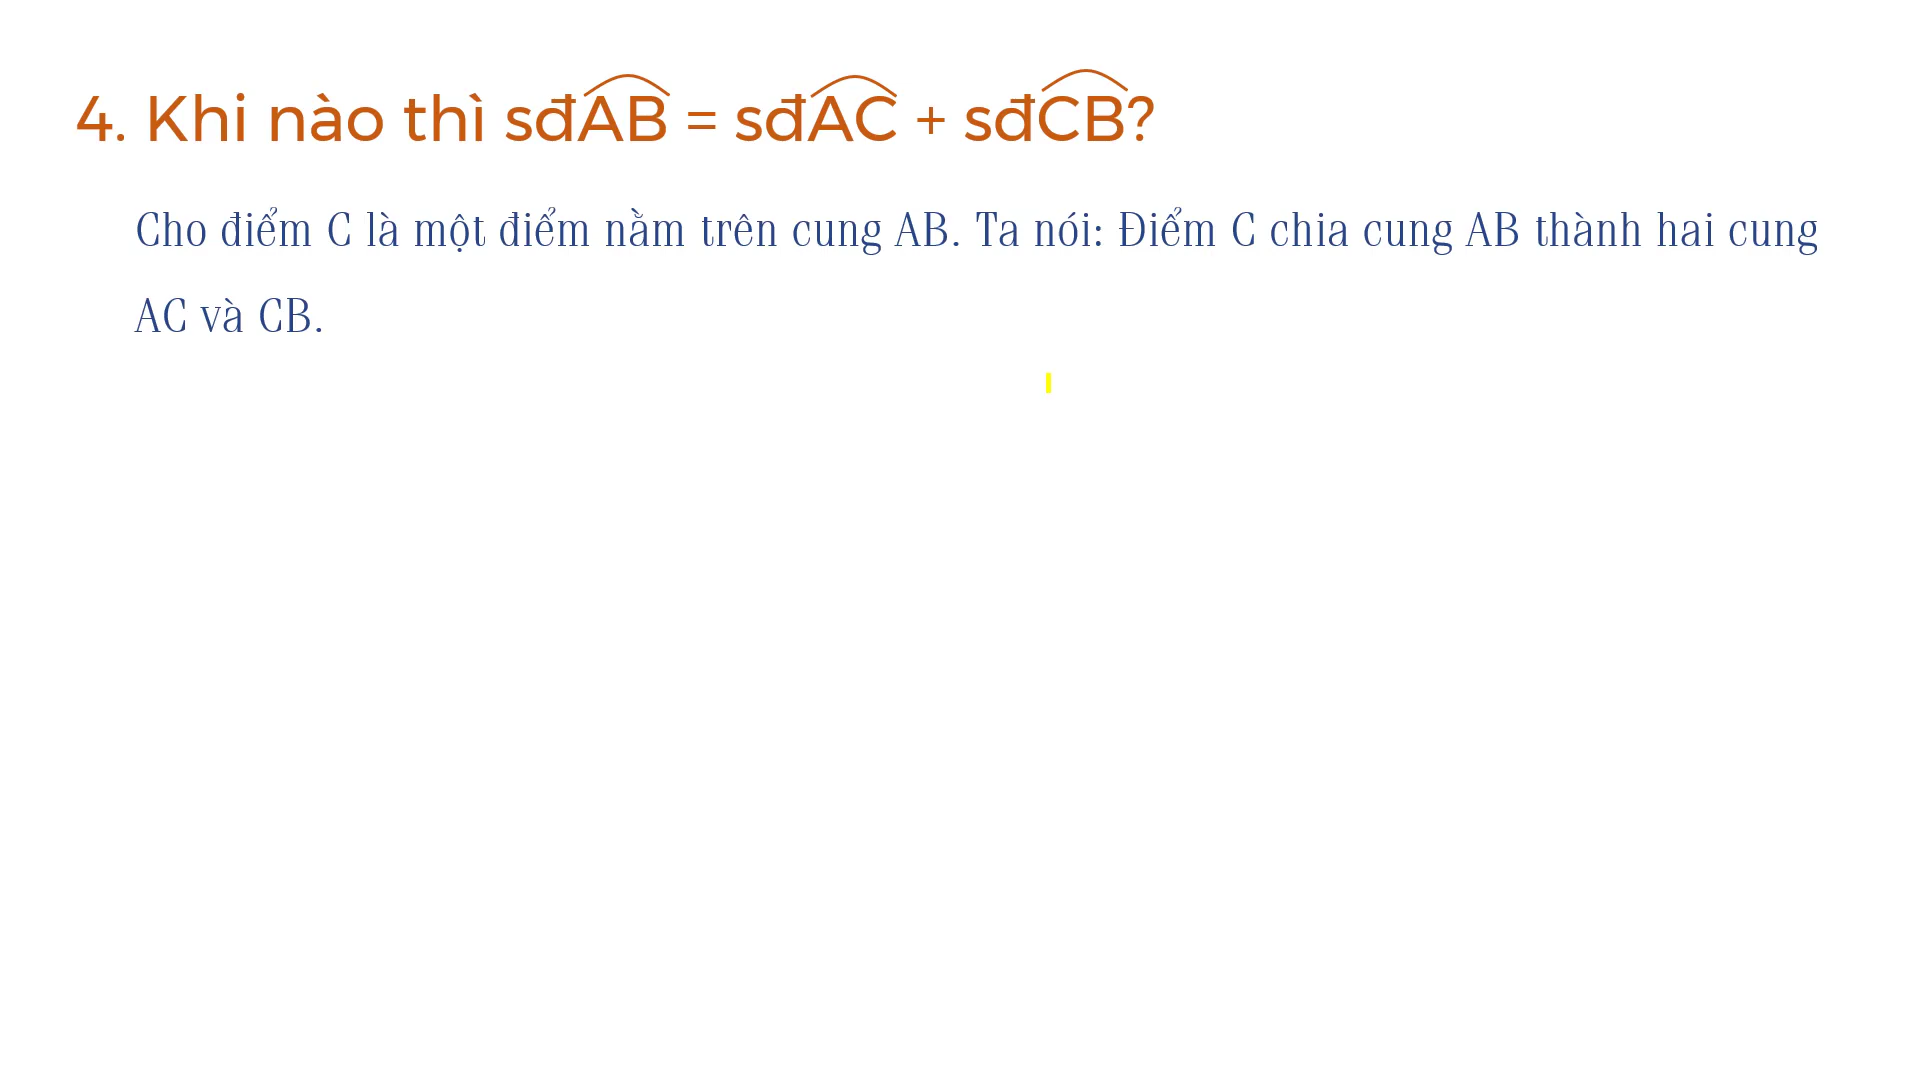 4. Khi nào thì sđAB = sđAC + sđCB?
Cho điểm C là một điểm nằm trên cung AB. Ta nói: Điểm C chia cung AB thành hai cung
AC và CB.